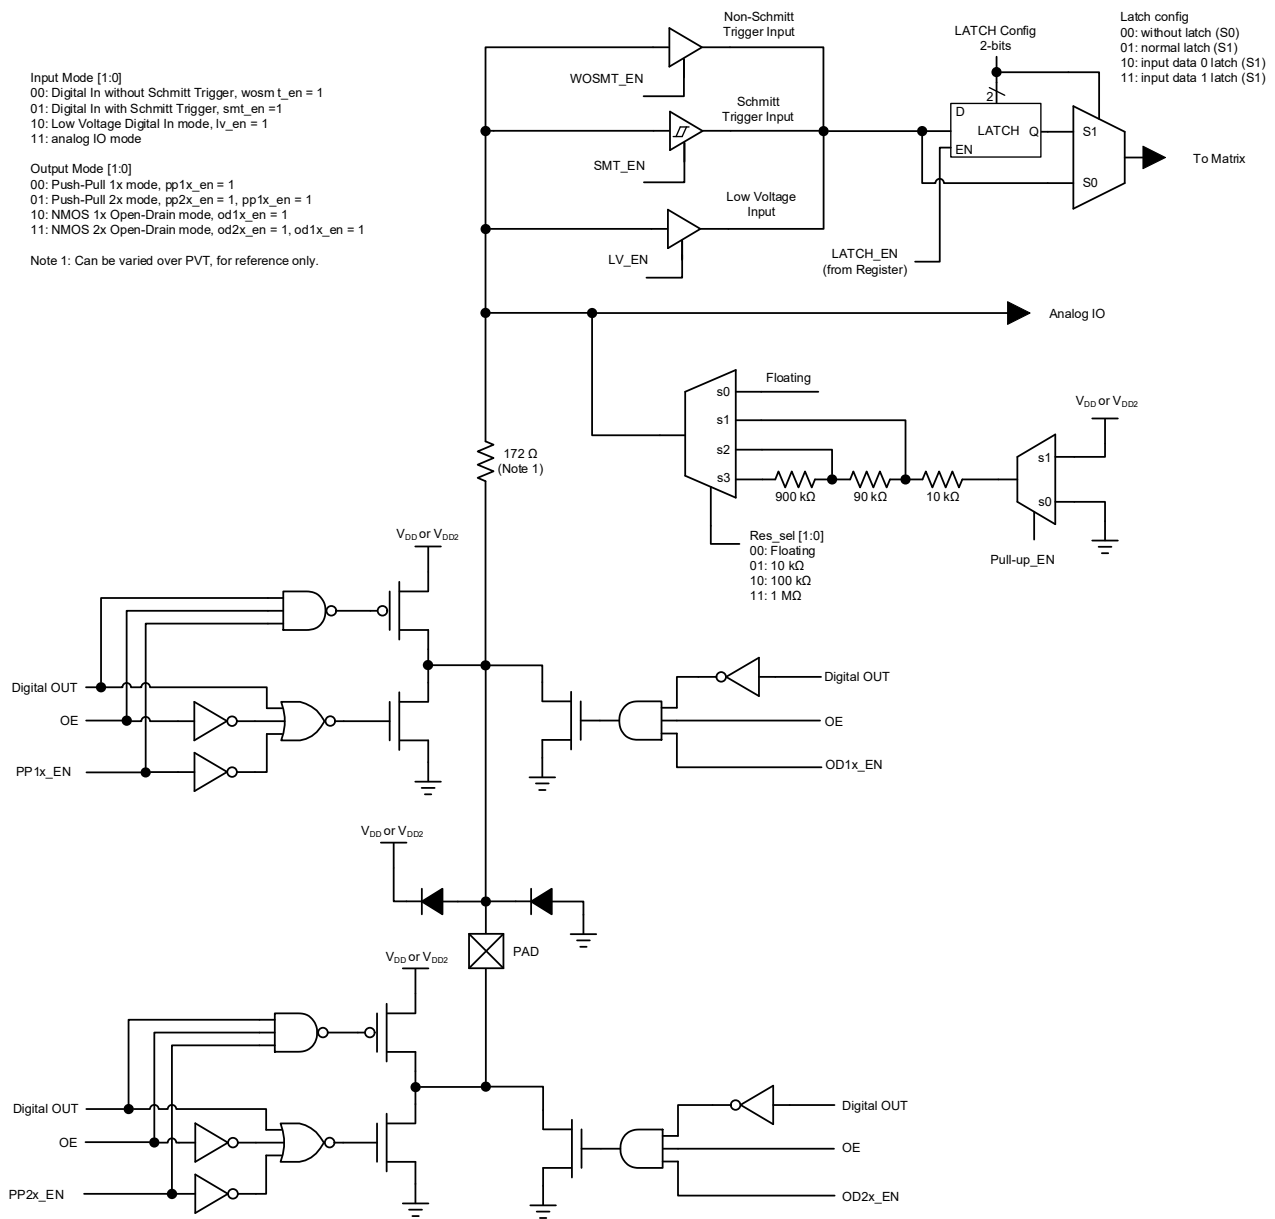 Input Mode [1:0]
00: Digital In without Schmitt Trigger, wosm t_en = 1
01: Digital In with Schmitt Trigger, smt_en =1
10: Low Voltage Digital In mode, lv_en = 1
11: analog IO mode
Output Mode [1:0]
00: Push-Pull 1x mode, pp1x_en = 1
01: Push-Pull 2x mode, pp2x_en = 1, pp1x_en = 1
10: NMOS 1x Open-Drain mode, od1x_en = 1
11: NMOS 2x Open-Drain mode, od2x_en = 1, od1x_en = 1
Note 1: Can be varied over PVT, for reference only.
Non-Schmitt
Trigger Input
WOSMT_EN
Schmitt
Trigger Input
SMT_EN
Low Voltage
Input
LV_EN
LATCH Config
2-bits
2
D
LATCH
Q
EN
LATCH_EN
(from Register)
S1
S0
To Matrix
Latch config
00: without latch (S0)
01: normal latch (S1)
10: input data 0 latch (S1)
11: input data 1 latch (S1)
Analog IO
Floating
s0
s1
s2
s3
900 kΩ
90 kΩ
10 kΩ
VDD or VDD2
s1
s0
Pull-up_EN
Res_sel [1:0]
00: Floating
01: 10 kΩ
10: 100 kΩ
11: 1 MΩ
172 Ω
(Note 1)
VDD or VDD2
Digital OUT
OE
PP1x_EN
Digital OUT
OE
OD1x_EN
VDD or VDD2
PAD
VDD or VDD2
Digital OUT
OE
PP2x_EN
Digital OUT
OE
OD2x_EN